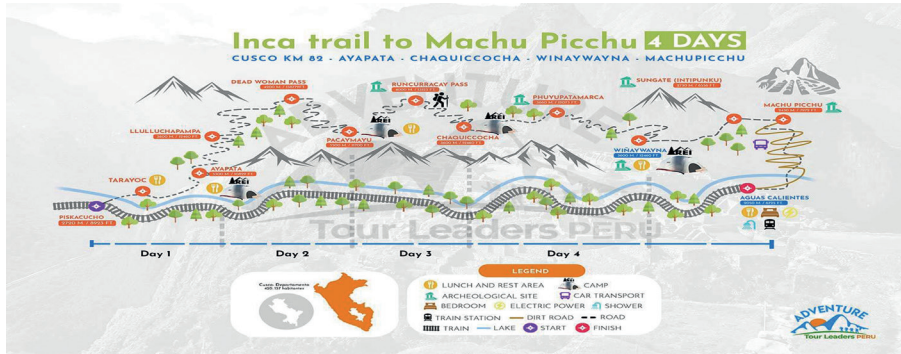 Inca trail to Machu Picchu 4 DAYS
CUSCO KM 82 - AYAPATA - CHAQUICCOCHA - WINAYWAYNA - MACHUPICCHU
DEAD WOMAN PASS
RUNCURRACAY PASS
SUNGATE (INTIPUNKU)
PHUYUPATAMARCA
MACHU PICCHU
LLULLUCHAPAMPA
PACAYMAYU
CHAQUICCOCHA
WIÑAYWAYNA
AYAPATA
TARAVOC
PISKACUCHO
AGUAS CALIENTES
Tour Leaders PERU
Day 1
Day 2
Day 3
Day 4
LEGEND
LUNCH AND REST AREA
CAMP
ARCHEOLOGICAL SITE
CAR TRANSPORT
BEDROOM
ELECTRIC POWER
SHOWER
TRAIN STATION
DIRT ROAD
ROAD
TRAIN
LAKE
START
FINISH
Cusco Departamento
ADVENTURE
Tour Leaders PERU